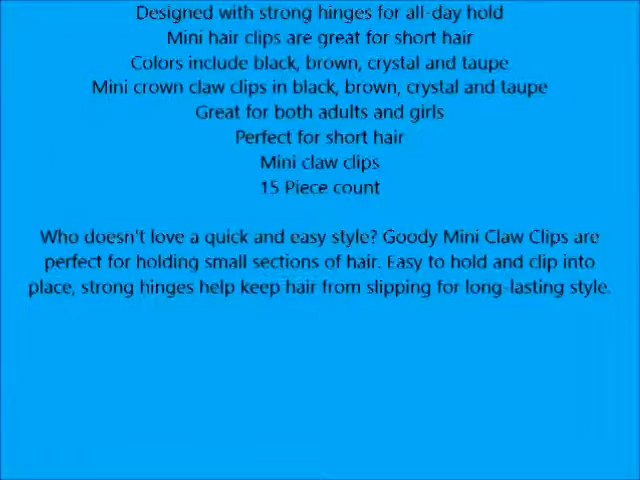 Designed with strong hinges for all-day hold
Mini hair clips are great for short hair
Colors include black, brown, crystal and taupe
Mini crown claw clips in black, brown, crystal and taupe
Great for both adults and girls
Perfect for short hair
Mini claw clips
15 Piece count
Who doesn't love a quick and easy style? Goody Mini Claw Clips are
perfect for holding small sections of hair. Easy to hold and clip into
place, strong hinges help keep hair from slipping for long-lasting style.